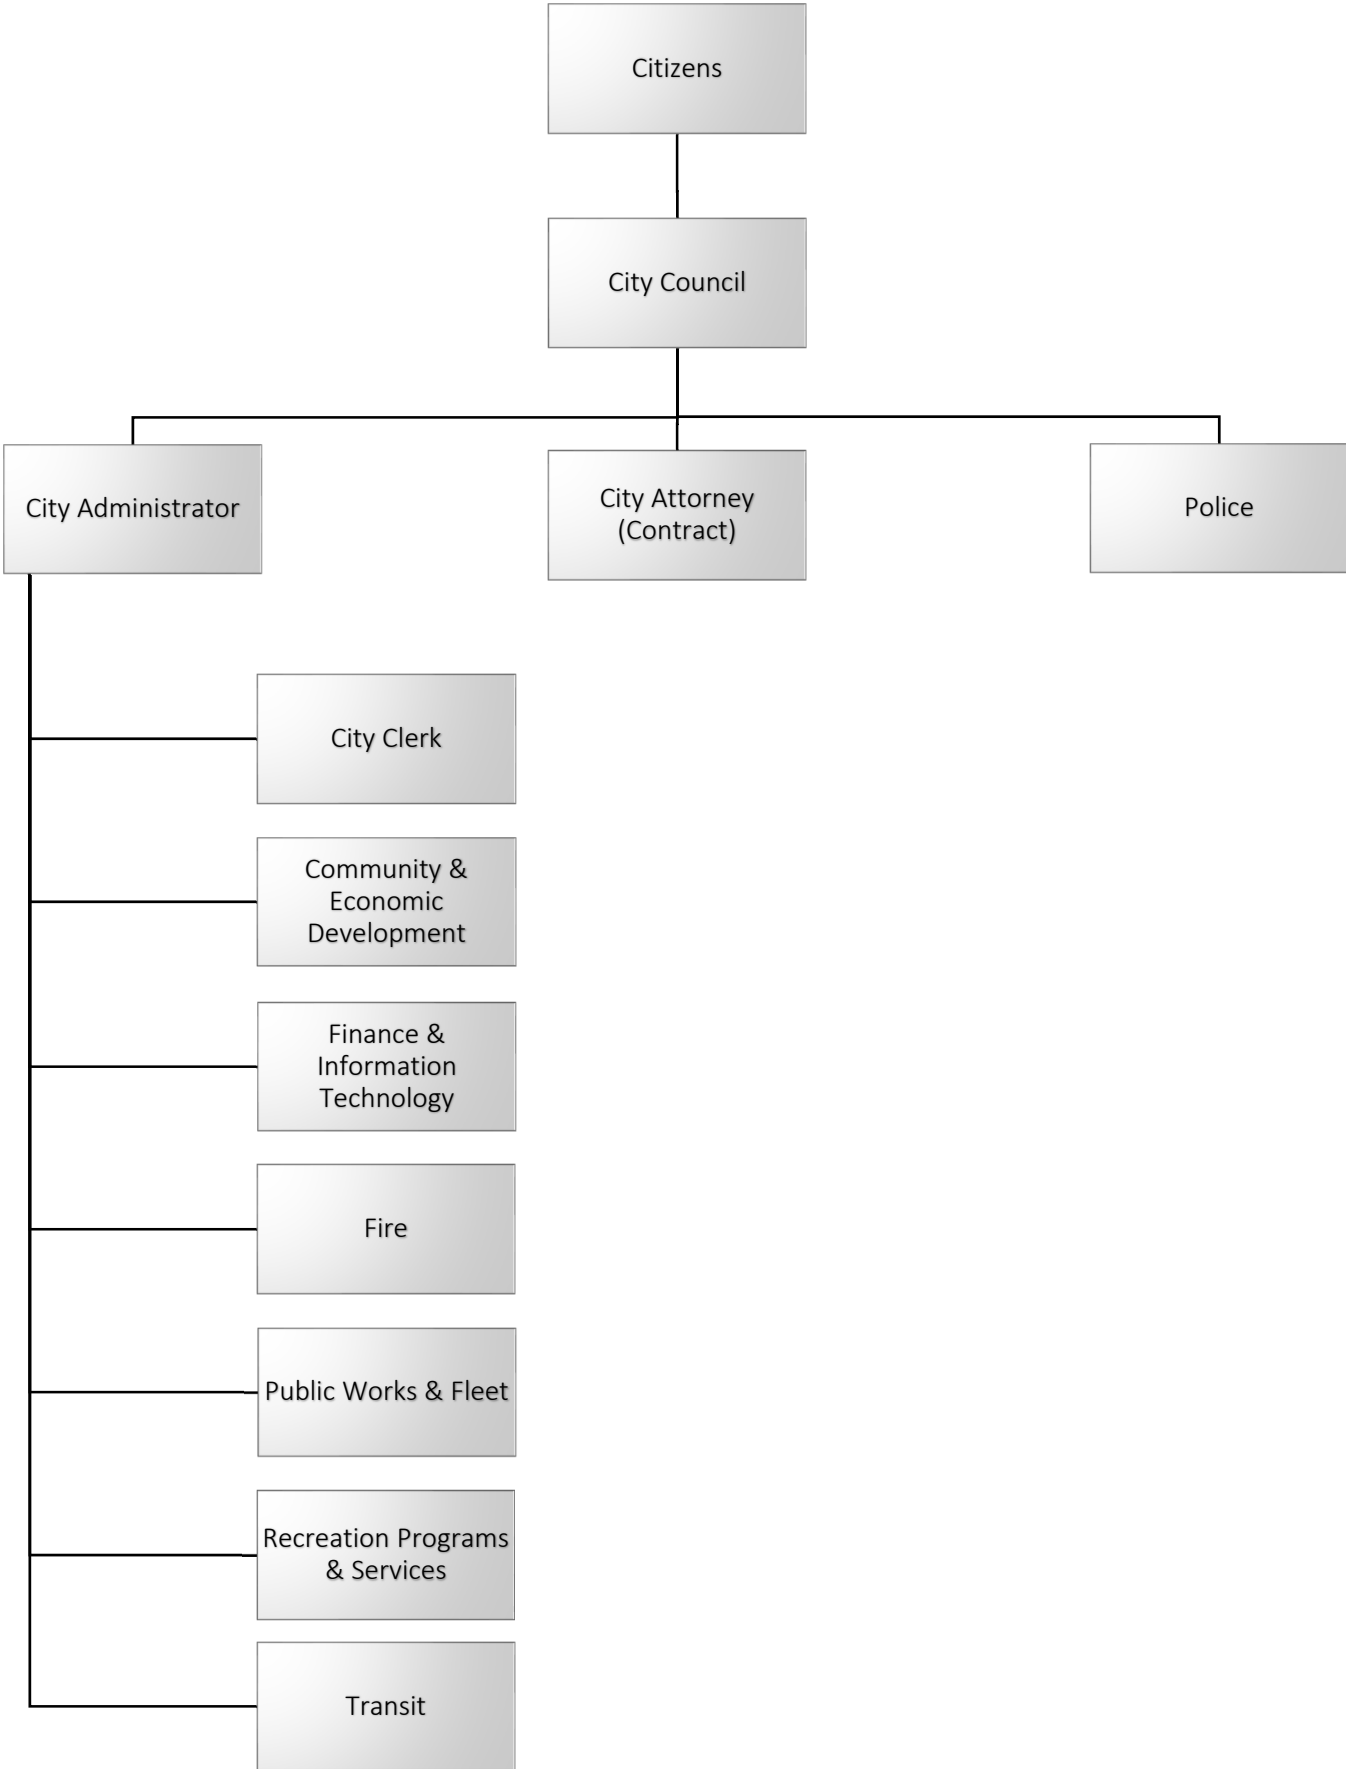 Citizens
City Council
City Administrator
City Attorney
(Contract)
Police
City Clerk
Community &
Economic
Development
Finance &
Information
Technology
Fire
Public Works & Fleet
Recreation Programs
& Services
Transit